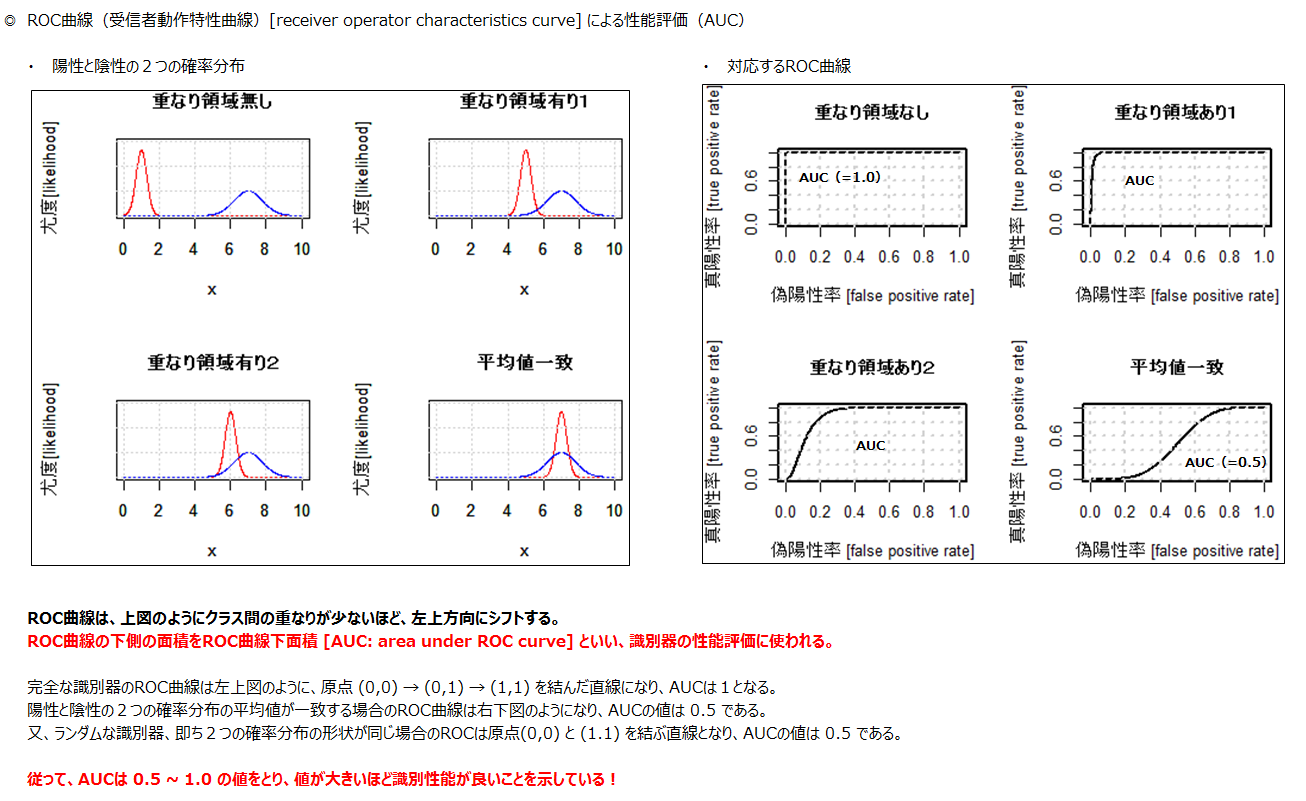 ◎ ROC曲線（受信者動作特性曲線）[receiver operator characteristics curve] による性能評価（AUC）
・ 陽性と陰性の２つの確率分布
重なり領域無し
尤度[likelihood]
0 2 4 6 8 10
x
重なり領域有り1
尤度[likelihood]
0 2 4 6 8 10
x
重なり領域有り2
尤度[likelihood]
0 2 4 6 8 10
x
平均値一致
尤度[likelihood]
0 2 4 6 8 10
x
・ 対応するROC曲線
重なり領域なし
真陽性率 [true positive rate]
0.6
0.0
AUC（=1.0）
0.0 0.2 0.4 0.6 0.8 1.0
偽陽性率 [false positive rate]
重なり領域あり1
真陽性率 [true positive rate]
0.6
0.0
AUC
0.0 0.2 0.4 0.6 0.8 1.0
偽陽性率 [false positive rate]
重なり領域あり2
真陽性率 [true positive rate]
0.6
0.0
AUC
0.0 0.2 0.4 0.6 0.8 1.0
偽陽性率 [false positive rate]
平均値一致
真陽性率 [true positive rate]
0.6
0.0
AUC（=0.5）
0.0 0.2 0.4 0.6 0.8 1.0
偽陽性率 [false positive rate]
ROC曲線は、上図のようにクラス間の重なりが少ないほど、左上方向にシフトする。
ROC曲線の下側の面積をROC曲線下面積 [AUC: area under ROC curve] といい、識別器の性能評価に使われる。
完全な識別器のROC曲線は左上図のように、原点 (0,0) → (0,1) → (1,1) を結んだ直線になり、AUCは１となる。
陽性と陰性の２つの確率分布の平均値が一致する場合のROC曲線は右下図のようになり、AUCの値は 0.5 である。
又、ランダムな識別器、即ち２つの確率分布の形状が同じ場合のROCは原点(0,0) と (1.1) を結ぶ直線となり、AUCの値は 0.5 である。
従って、AUCは 0.5 ~ 1.0 の値をとり、値が大きいほど識別性能が良いことを示している！